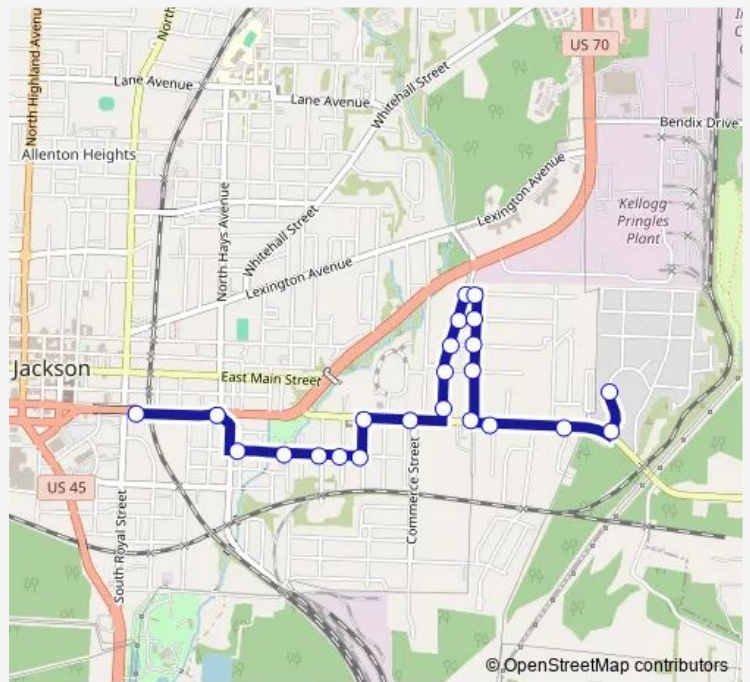 North Highland Avenu
North
US 70
Lane Avenue
Lane Avenue
Whitehall Street
Bendix Drive
Allenton Heights
Lexington Avenue
Kellogg
Pringles
Plant
North Hays Avenue
Whitehall Street
Lexington Avenue
Jackson
East Main Street
US 45
South Royal Street
Commerce Street
© OpenStreetMap contributors